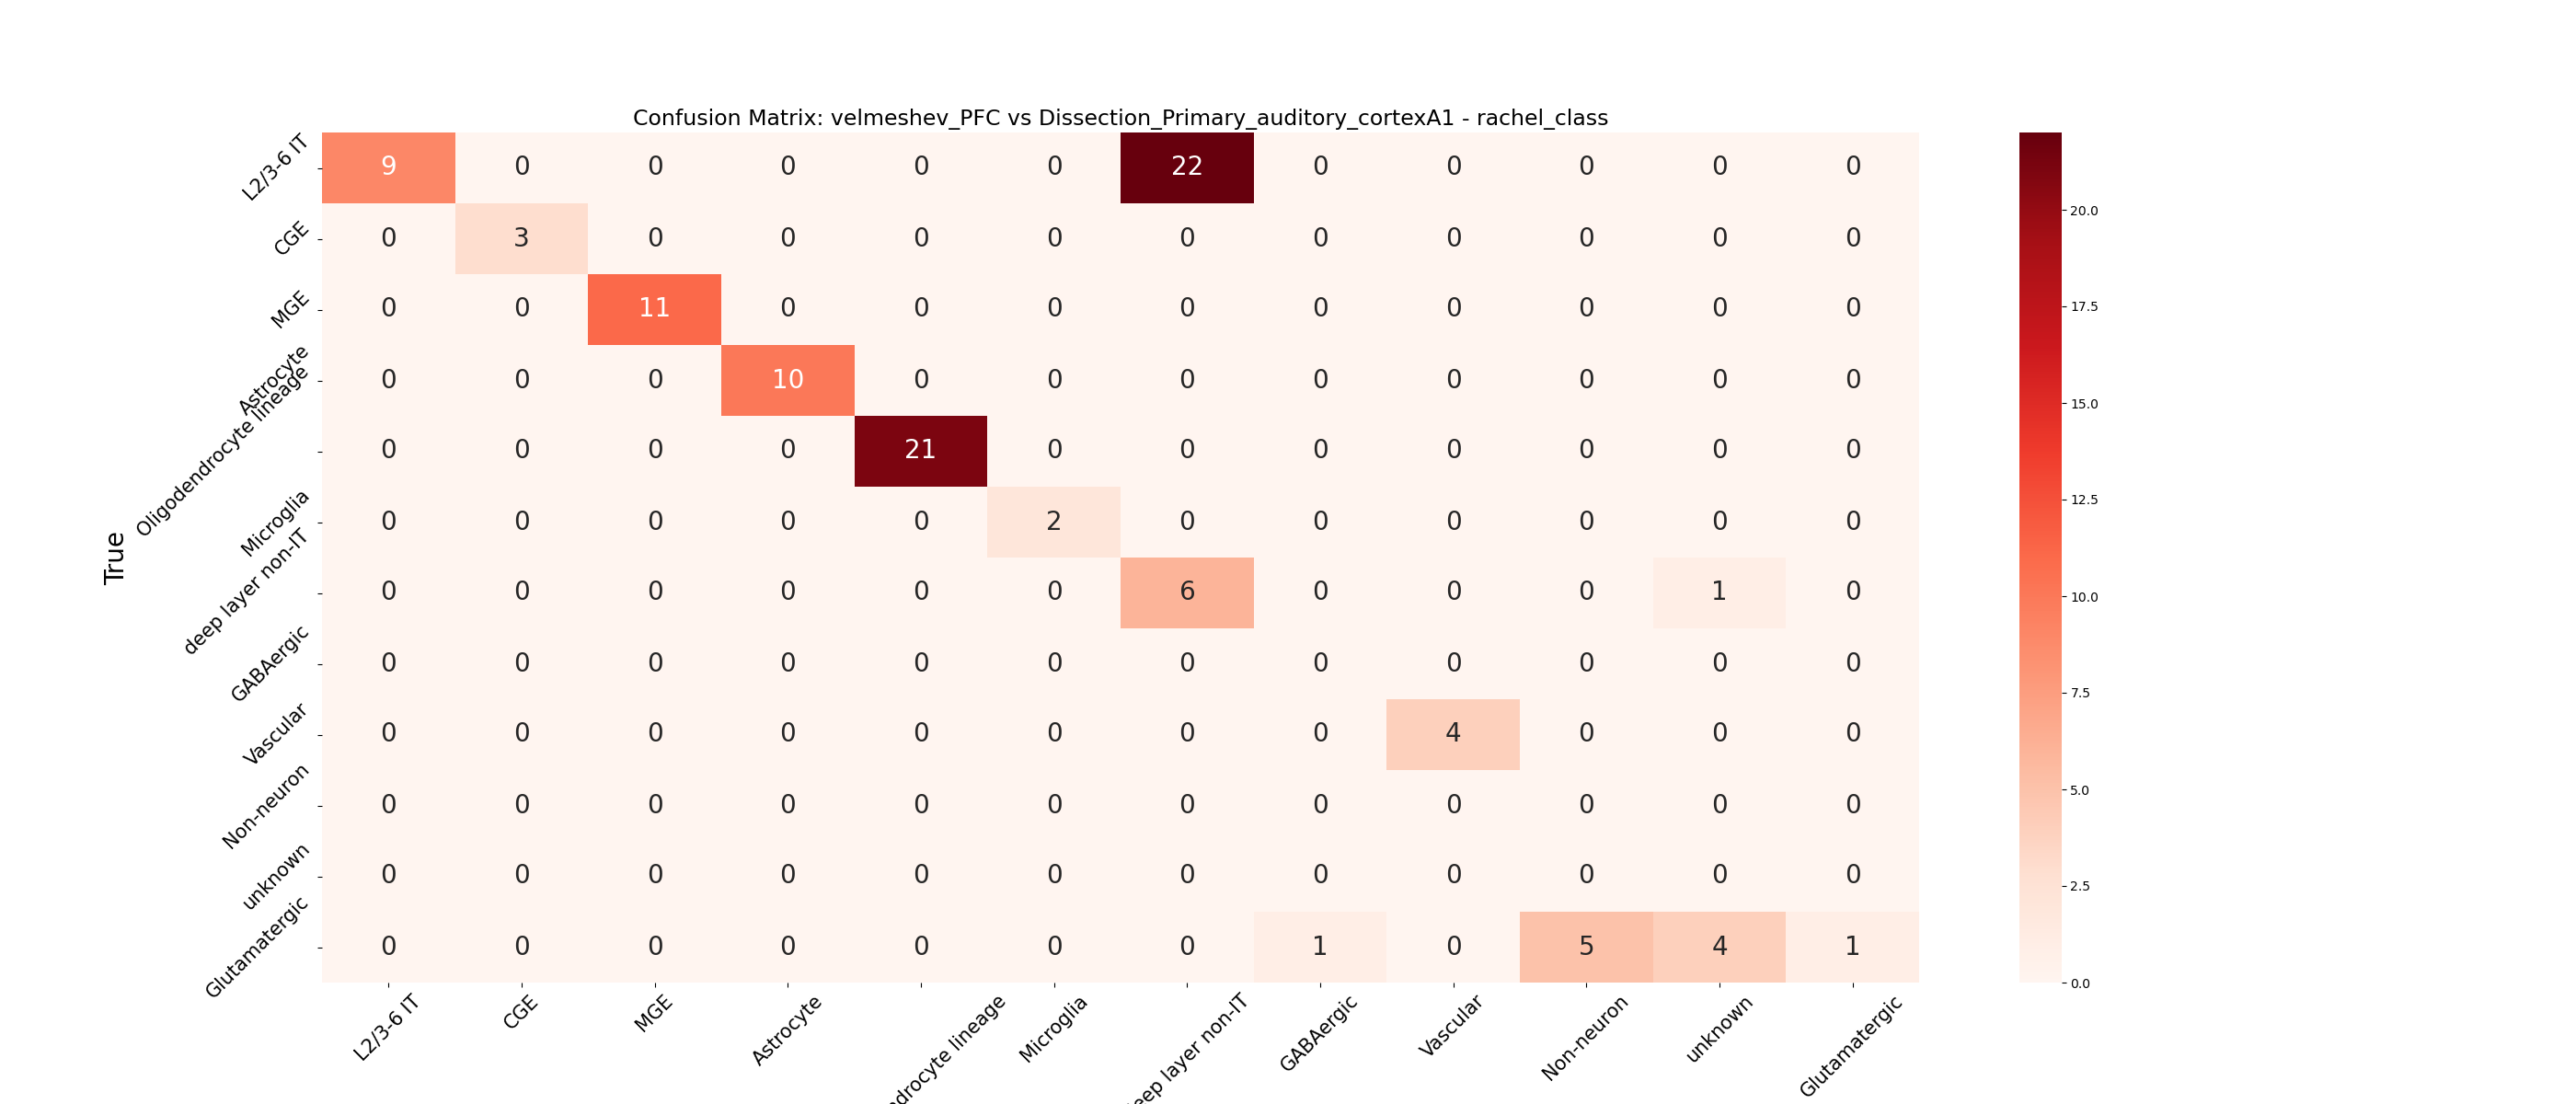 Confusion Matrix: velmeshev_PFC vs Dissection_Primary_auditory_cortexA1 - rachel_class
True
L2/3-6 IT 9 0 0 0 0 0 22 0 0 0 0 0
CGE 0 3 0 0 0 0 0 0 0 0 0 0
MGE 0 0 11 0 0 0 0 0 0 0 0 0
Astrocyte 0 0 0 10 0 0 0 0 0 0 0 0
Oligodendrocyte lineage 0 0 0 0 21 0 0 0 0 0 0 0
Microglia 0 0 0 0 0 2 0 0 0 0 0 0
deep layer non-IT 0 0 0 0 0 0 6 0 0 0 1 0
GABAergic 0 0 0 0 0 0 0 0 0 0 0 0
Vascular 0 0 0 0 0 0 0 0 4 0 0 0
Non-neuron 0 0 0 0 0 0 0 0 0 0 0 0
unknown 0 0 0 0 0 0 0 0 0 0 0 0
Glutamatergic 0 0 0 0 0 0 0 1 0 5 4 1
L2/3-6 IT CGE MGE Astrocyte drocyte lineage Microglia eep layer non-IT GABAergic Vascular Non-neuron unknown Glutamatergic
20.0
17.5
15.0
12.5
10.0
7.5
5.0
2.5
0.0